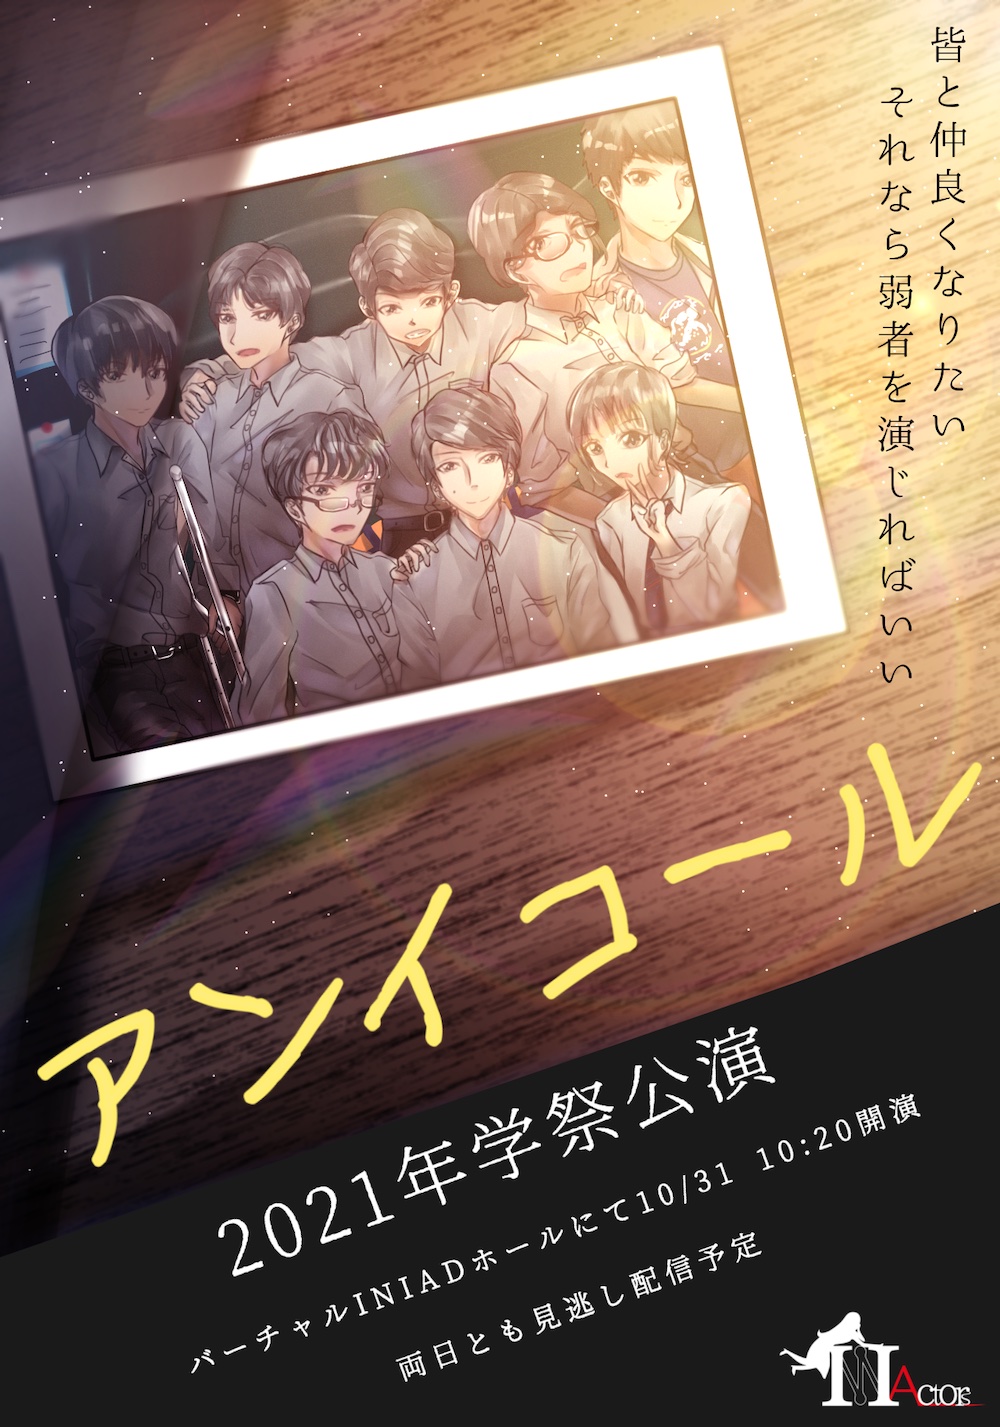 皆と仲良くなりたい
それなら弱者を演じればいい
アンイコール
2021年学祭公演
バーチャルINIADホールにて10/31 10:20開演
両日とも見逃し配信予定
INIActors